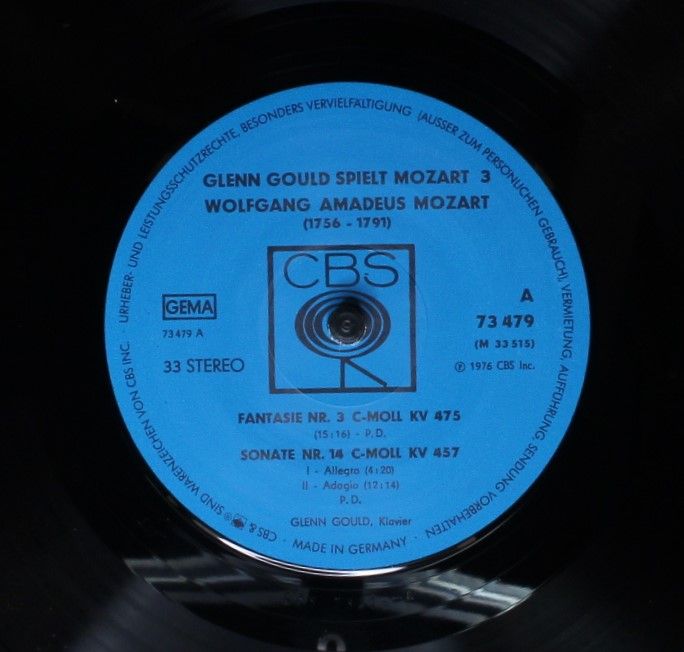 URHEBER- UND LEISTUNGSSCHUTZRECHTE, BESONDERS VERVIELFÄLTIGUNG (AUSSER ZUM PERSÖNLICHEN GEBRAUCH), VERMIETUNG, AUFFÜHRUNG, SENDUNG VORBEHALTEN
GLENN GOULD SPIELT MOZART 3
WOLFGANG AMADEUS MOZART
(1756 - 1791)
CBS
GEMA
73 479 A
33 STEREO
A
73 479
(M 33 515)
Ⓟ 1976 CBS Inc.
FANTASIE NR. 3 C-MOLL KV 475
(15:16) - P.D.
SONATE NR. 14 C-MOLL KV 457
I - Allegro (4:20)
II - Adagio (12:14)
P.D.
GLENN GOULD, Klavier
· MADE IN GERMANY ·
CBS & ® SIND WARENZEICHEN VON CBS INC.